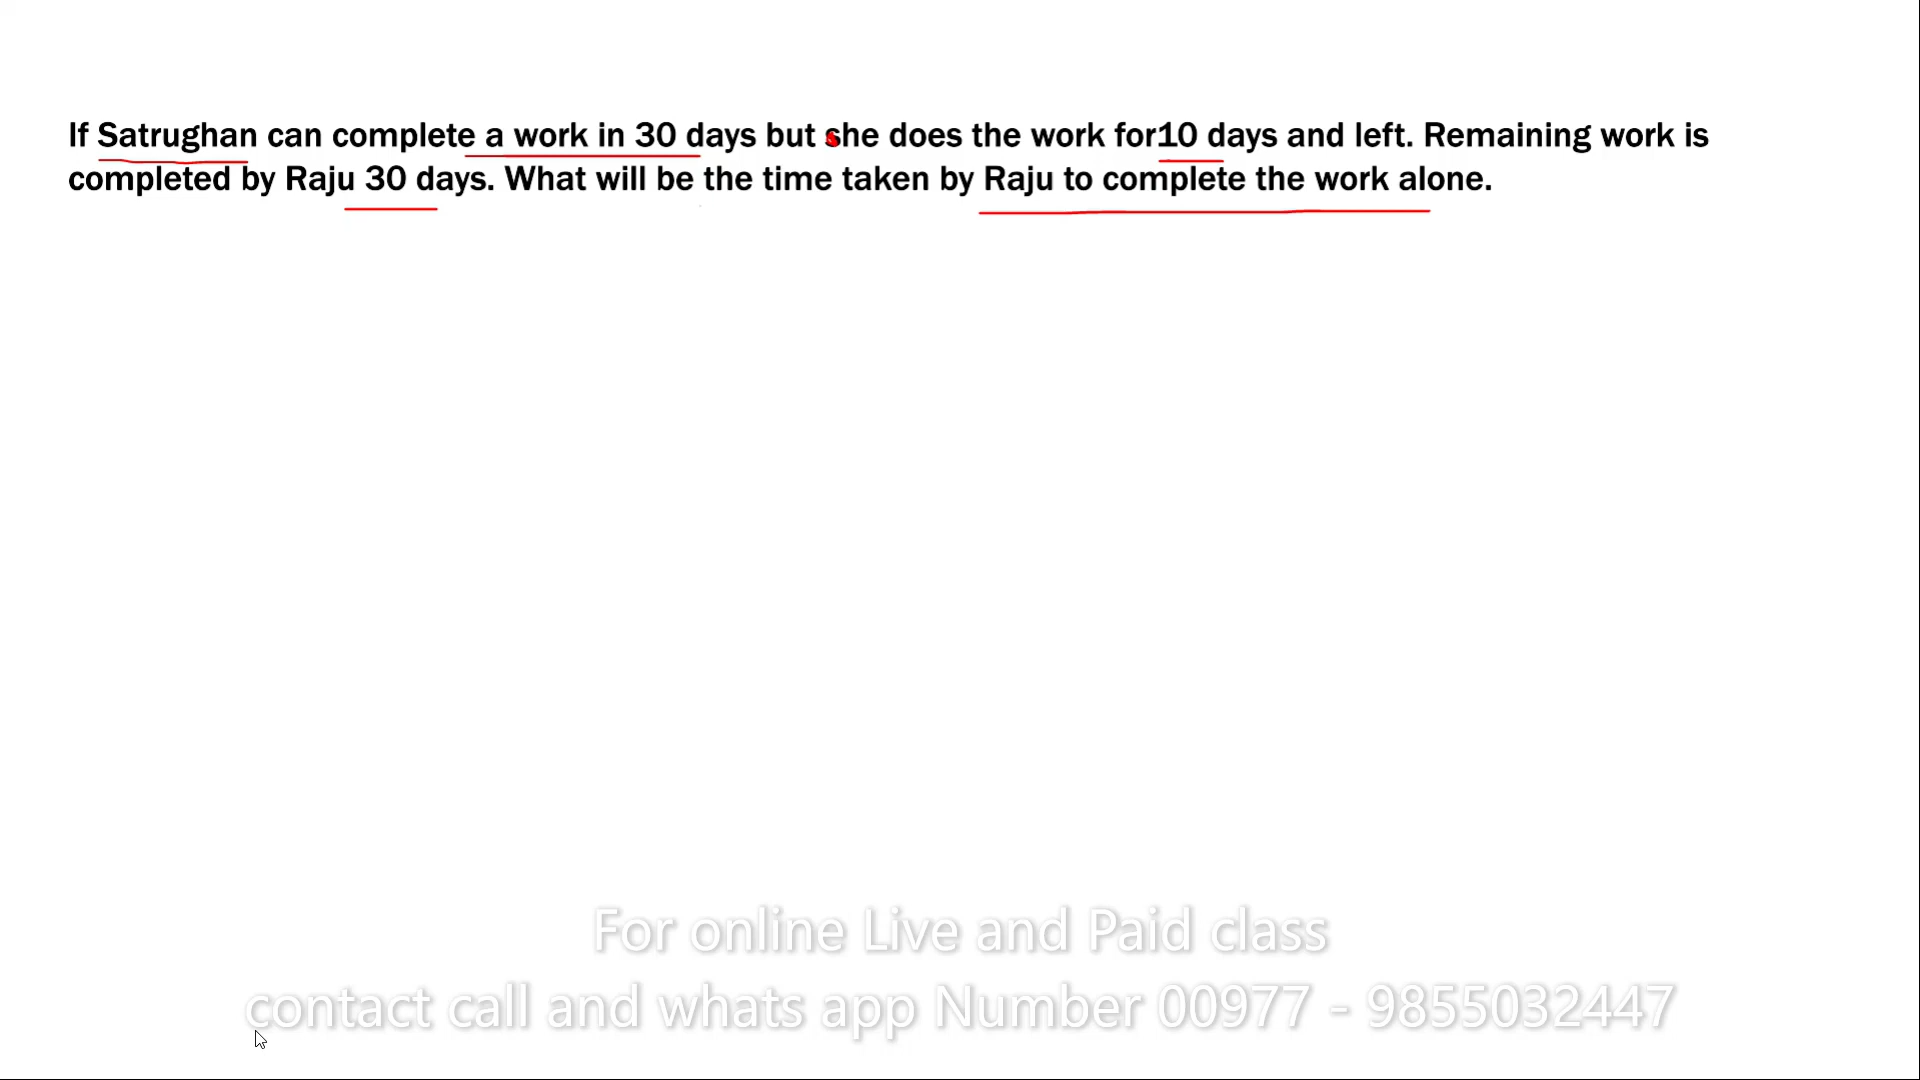 If Satrughan can complete a work in 30 days but she does the work for10 days and left. Remaining work is
completed by Raju 30 days. What will be the time taken by Raju to complete the work alone.
For online Live and Paid class
contact call and whats app Number 00977 - 9855032447